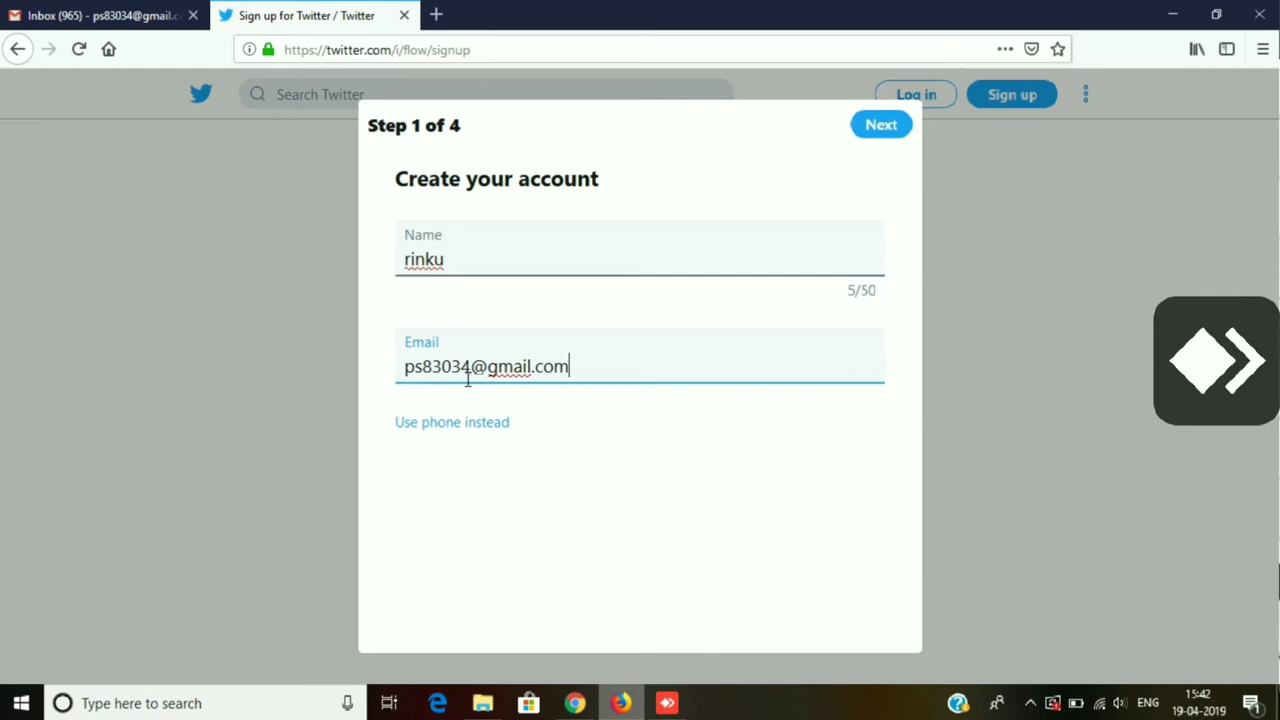 Inbox (965) - ps83034@gmail.c
Sign up for Twitter / Twitter
https://twitter.com/i/flow/signup
Search Twitter
Log in
Sign up
Step 1 of 4
Next
Create your account
Name
rinku
5/50
Email
ps83034@gmail.com
Use phone instead
Type here to search
ENG
15:42
19-04-2019
1